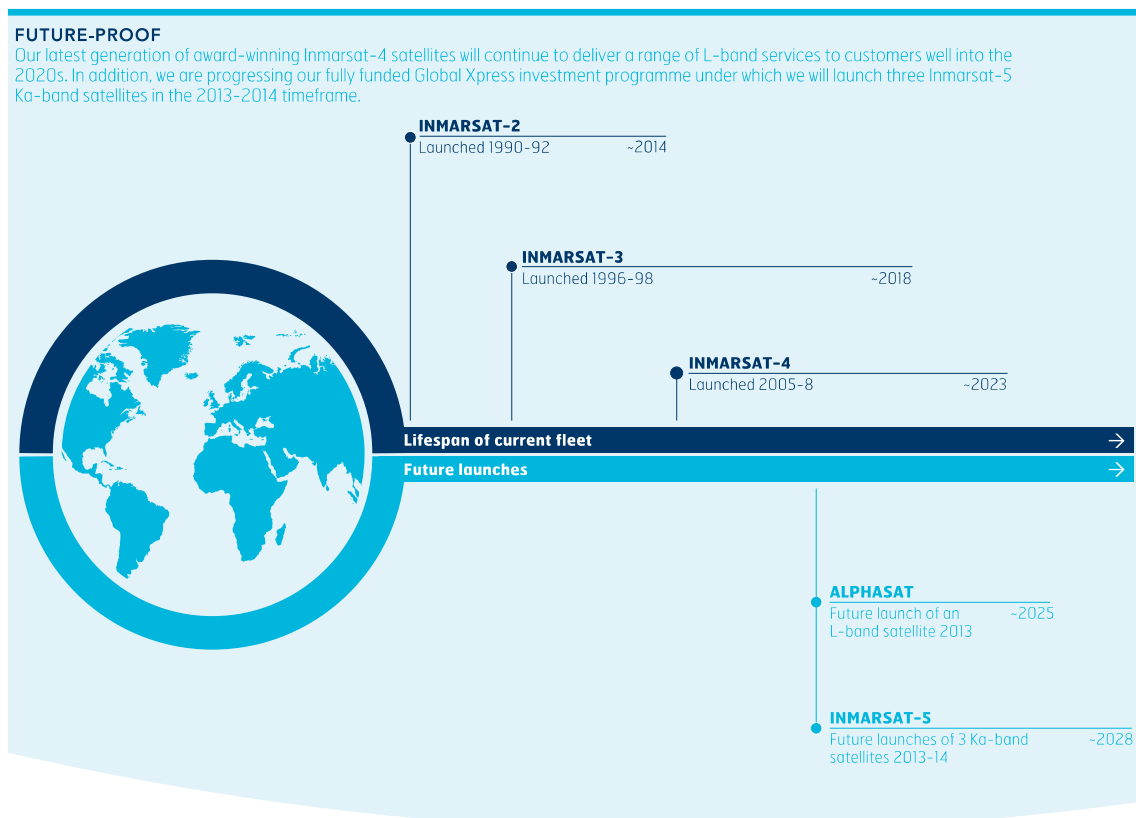 FUTURE-PROOF
Our latest generation of award-winning Inmarsat-4 satellites will continue to deliver a range of L-band services to customers well into the
2020s. In addition, we are progressing our fully funded Global Xpress investment programme under which we will launch three Inmarsat-5
Ka-band satellites in the 2013-2014 timeframe.
INMARSAT-2
Launched 1990-92 ~2014
INMARSAT-3
Launched 1996-98 ~2018
INMARSAT-4
Launched 2005-8 ~2023
Lifespan of current fleet
Future launches
ALPHASAT
Future launch of an ~2025
L-band satellite 2013
INMARSAT-5
Future launches of 3 Ka-band ~2028
satellites 2013-14